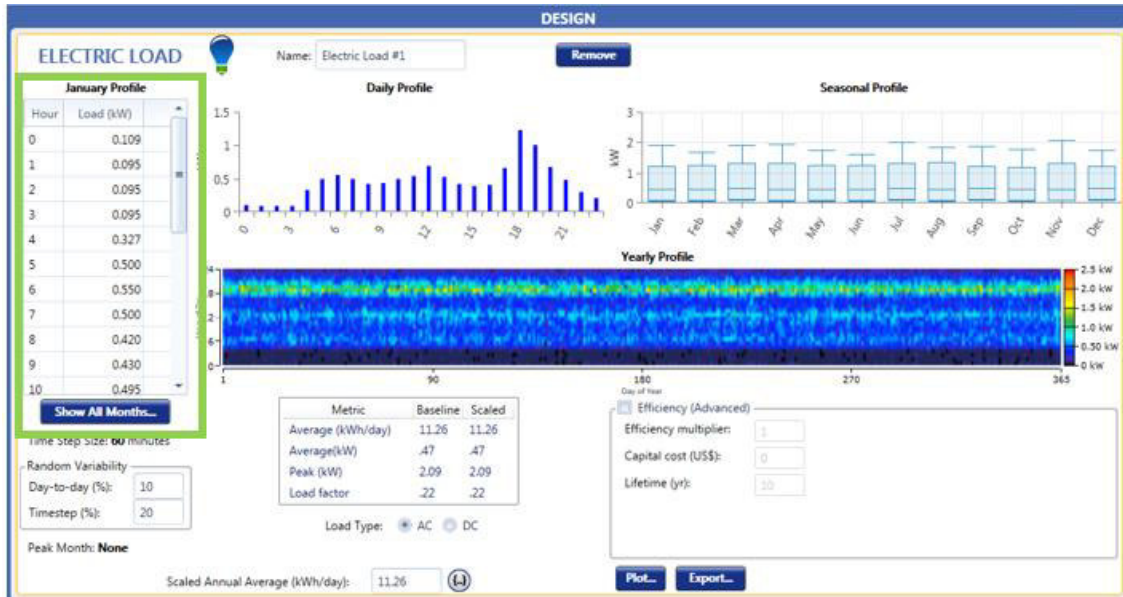 DESIGN
ELECTRIC LOAD
Name: Electric Load #1
Remove
January Profile
Hour Load (kW)
0 0.109
1 0.095
2 0.095
3 0.095
4 0.327
5 0.500
6 0.550
7 0.500
8 0.420
9 0.430
10 0.495
Show All Months...
Time Step Size: 60 minutes
Random Variability
Day-to-day (%): 10
Timestep (%): 20
Peak Month: None
Daily Profile
1.5
1
0.5
0
0 3 6 9 12 15 18 21
Seasonal Profile
kW
3
2
1
0
Jan Feb Mar Apr May Jun Jul Aug Sep Oct Nov Dec
Yearly Profile
6
0
1 90 180 270 365
Day of Year
2.5 kW
2.0 kW
1.5 kW
1.0 kW
0.50 kW
0 kW
Metric Baseline Scaled
Average (kWh/day) 11.26 11.26
Average(kW) .47 .47
Peak (kW) 2.09 2.09
Load factor .22 .22
Load Type: AC DC
Scaled Annual Average (kWh/day): 11.26
Efficiency (Advanced)
Efficiency multiplier: 1
Capital cost (US$): 0
Lifetime (yr): 10
Plot... Export...